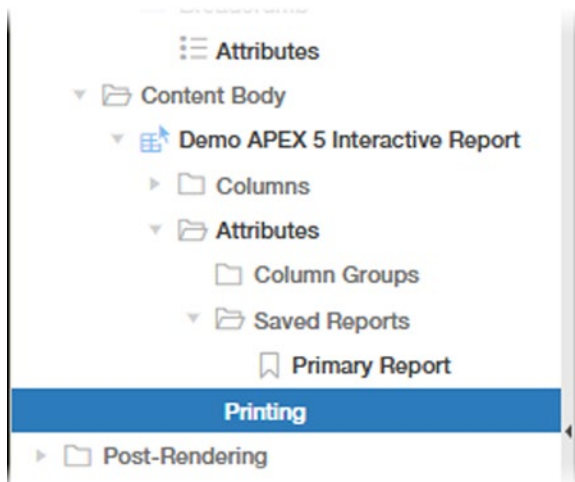 Attributes
Content Body
Demo APEX 5 Interactive Report
Columns
Attributes
Column Groups
Saved Reports
Primary Report
Printing
Post-Rendering